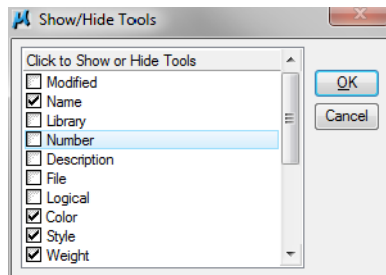 Show/Hide Tools
Click to Show or Hide Tools
Modified
Name
Library
Number
Description
File
Logical
Color
Style
Weight
OK
Cancel